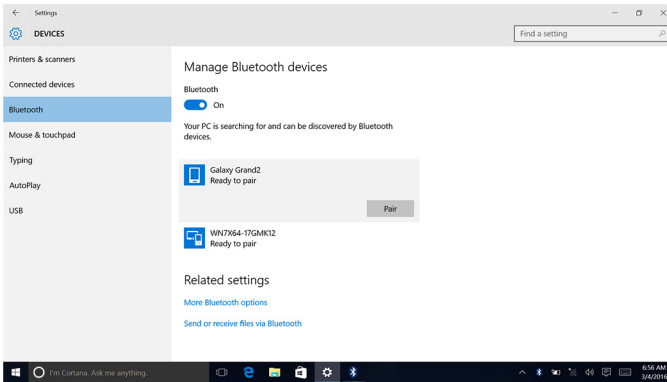 Settings
DEVICES
Find a setting
Printers & scanners
Connected devices
Bluetooth
Mouse & touchpad
Typing
AutoPlay
USB
Manage Bluetooth devices
Bluetooth
On
Your PC is searching for and can be discovered by Bluetooth
devices.
Galaxy Grand2
Ready to pair
Pair
WN7X64-17GMK12
Ready to pair
Related settings
More Bluetooth options
Send or receive files via Bluetooth
I'm Cortana. Ask me anything.
6:56 AM
3/4/2016